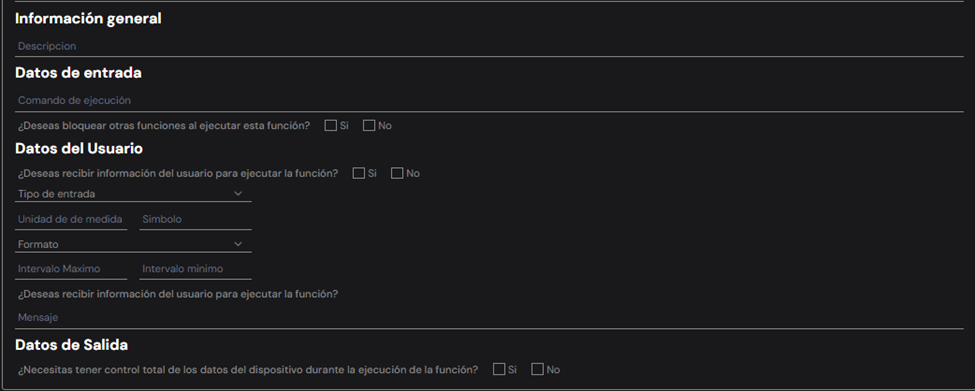 Información general
Descripcion
Datos de entrada
Comando de ejecución
¿Deseas bloquear otras funciones al ejecutar esta función? Si No
Datos del Usuario
¿Deseas recibir información del usuario para ejecutar la función? Si No
Tipo de entrada
Unidad de de medida Simbolo
Formato
Intervalo Maximo Intervalo minimo
¿Deseas recibir información del usuario para ejecutar la función?
Mensaje
Datos de Salida
¿Necesitas tener control total de los datos del dispositivo durante la ejecución de la función? Si No